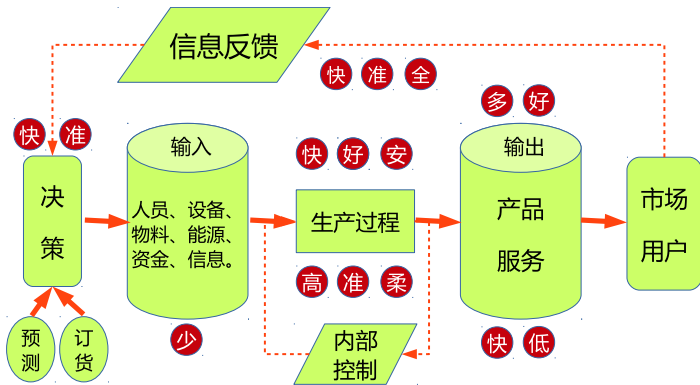 信息反馈
快 准 全
多 好
快 准
输入
快 好 安
输出
决
策
人员、设备、
物料、能源、
资金、信息。
生产过程
产品
服务
市场
用户
高 准 柔
预
测
订
货
少
内部
控制
快 低